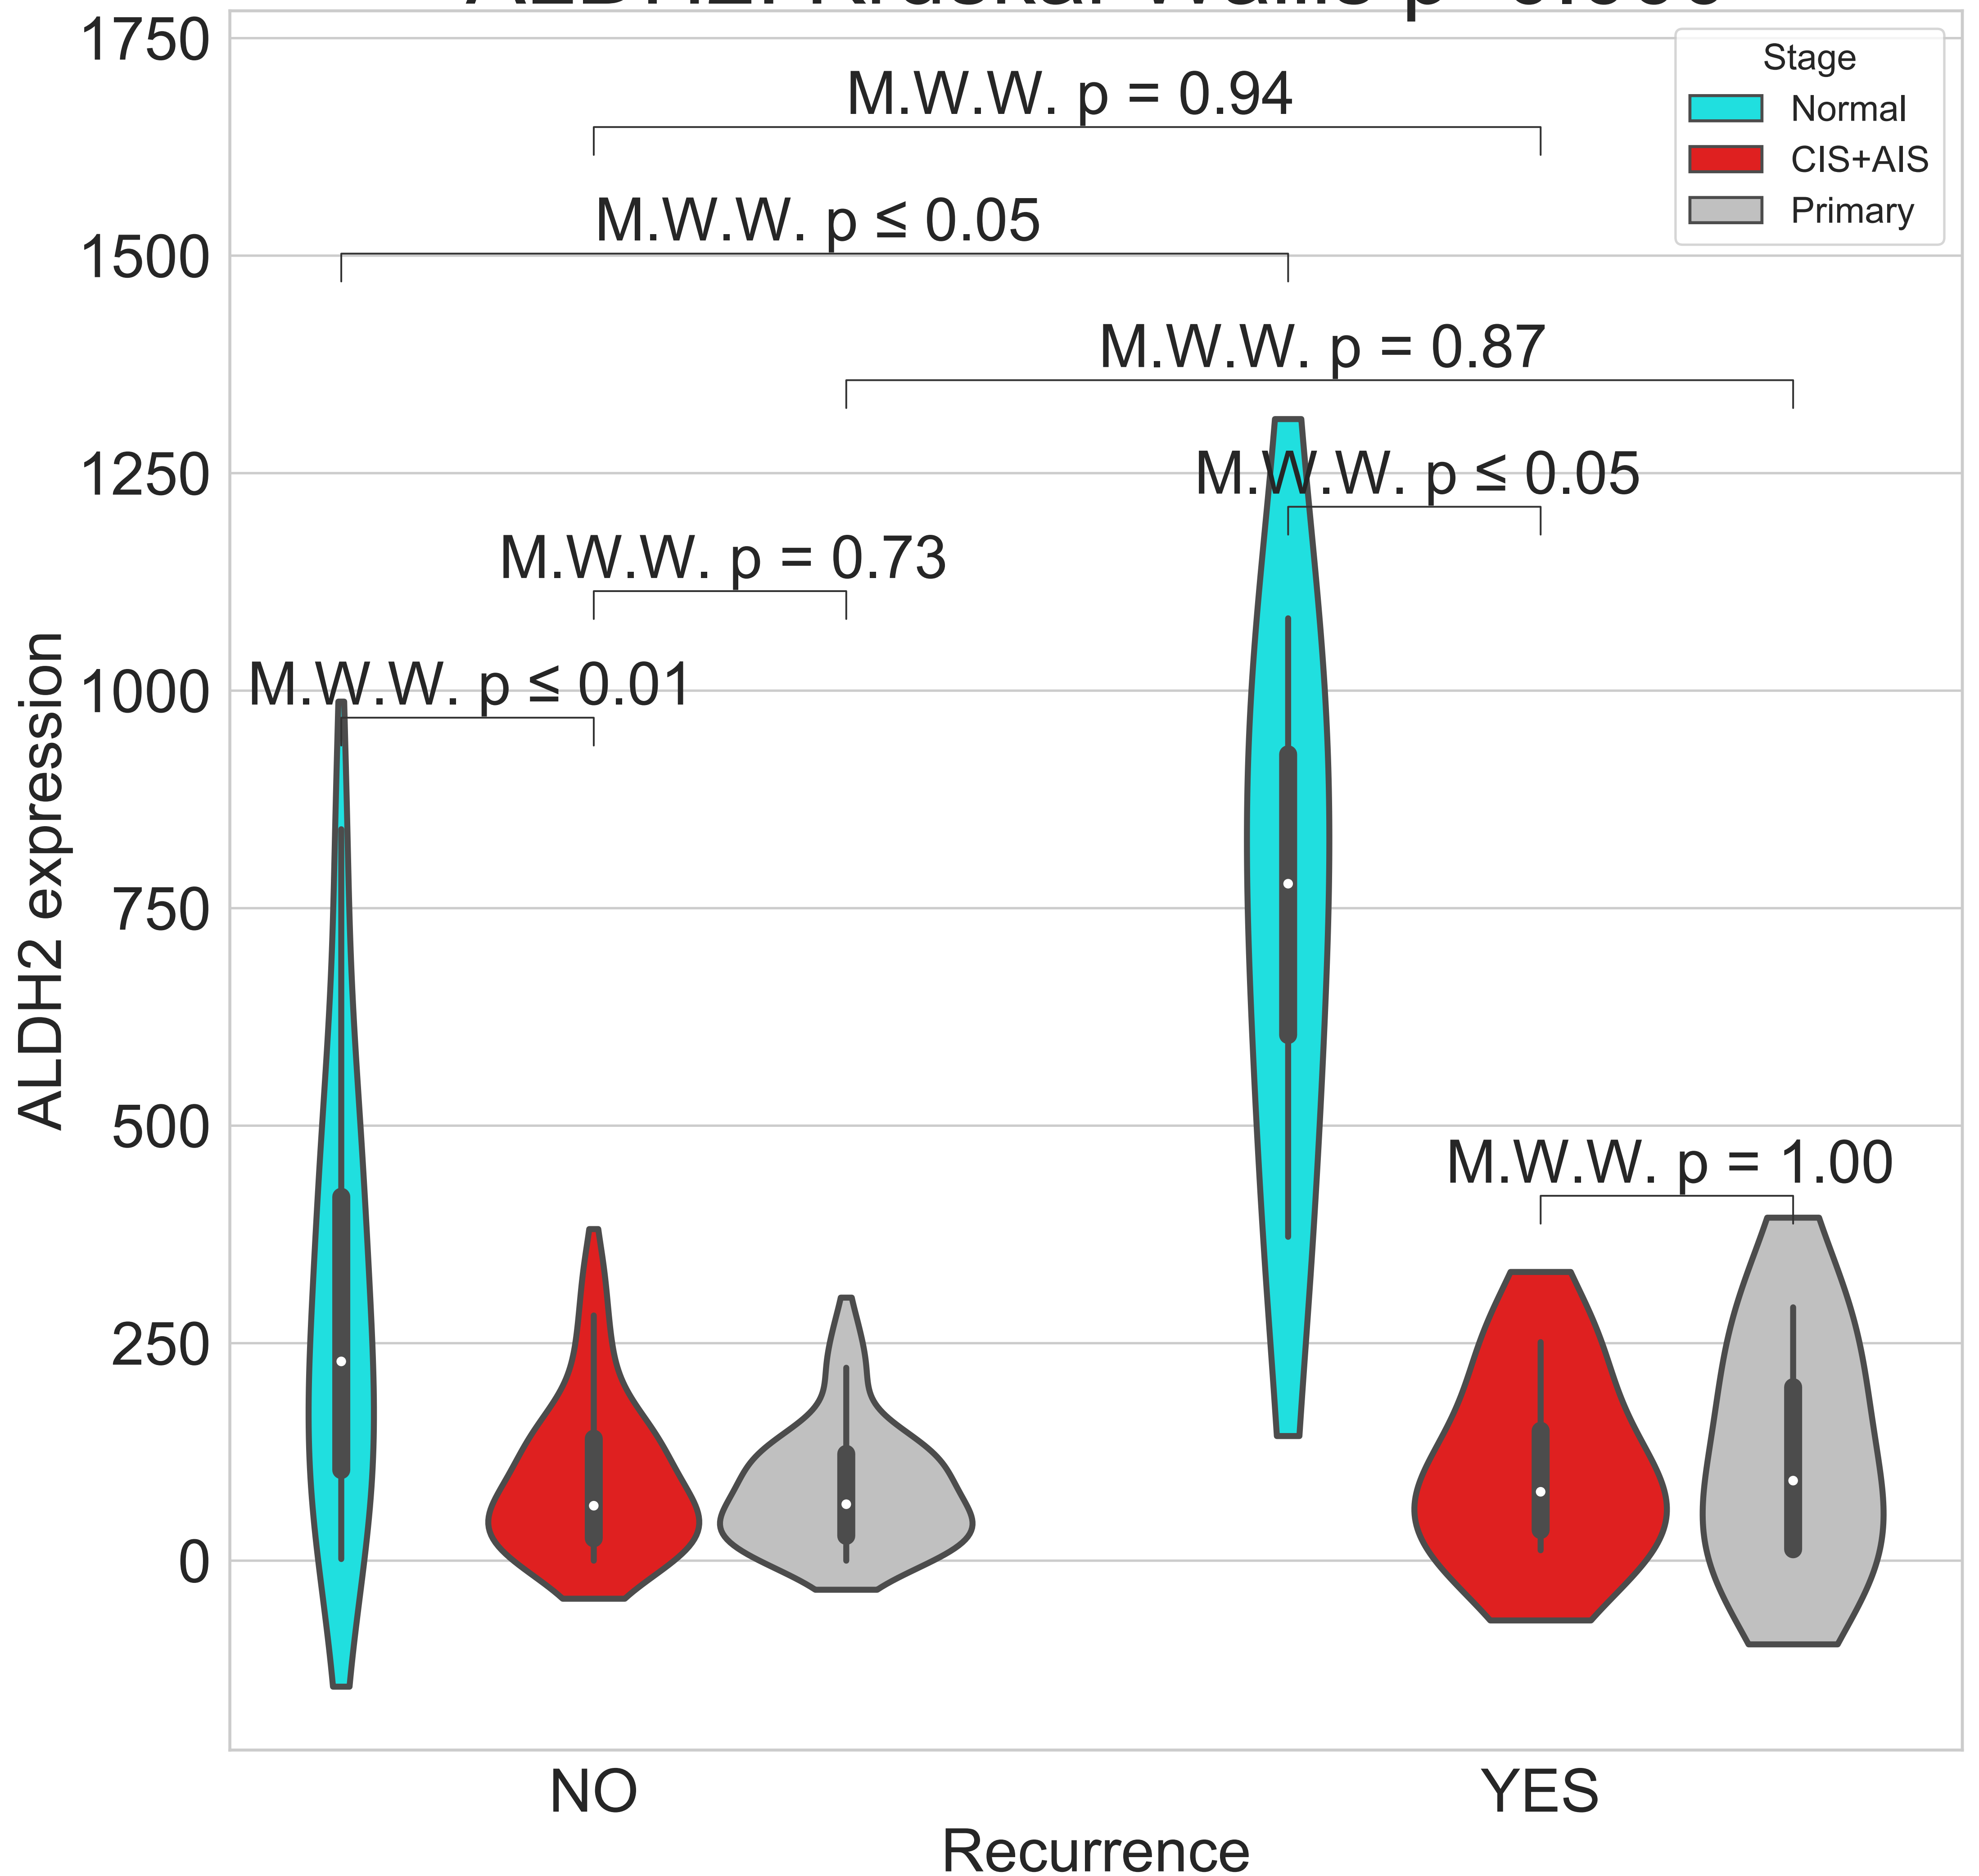 1750
1500
1250
1000
750
500
250
0
ALDH2 expression
Stage
Normal
CIS+AIS
Primary
M.W.W. p = 0.94
M.W.W. p ≤ 0.05
M.W.W. p = 0.87
M.W.W. p ≤ 0.05
M.W.W. p = 0.73
M.W.W. p ≤ 0.01
M.W.W. p = 1.00
NO
YES
Recurrence